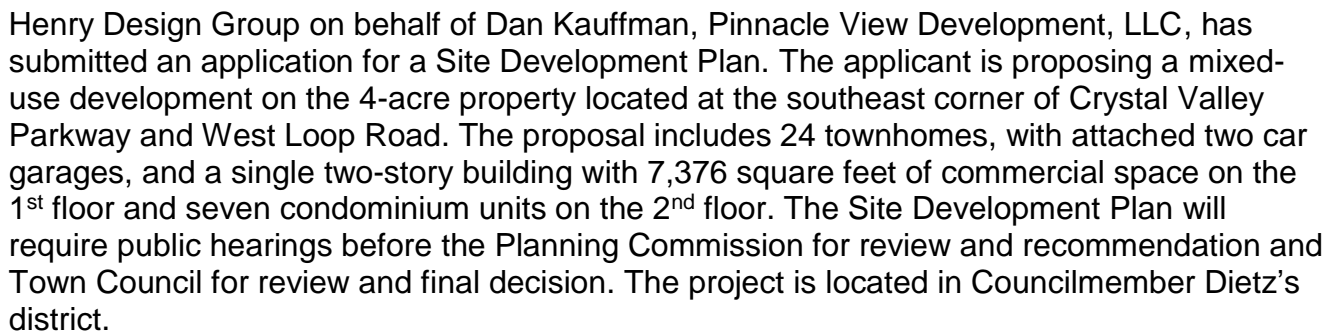 Henry Design Group on behalf of Dan Kauffman, Pinnacle View Development, LLC, has
submitted an application for a Site Development Plan. The applicant is proposing a mixed-
use development on the 4-acre property located at the southeast corner of Crystal Valley
Parkway and West Loop Road. The proposal includes 24 townhomes, with attached two car
garages, and a single two-story building with 7,376 square feet of commercial space on the
1st floor and seven condominium units on the 2nd floor. The Site Development Plan will
require public hearings before the Planning Commission for review and recommendation and
Town Council for review and final decision. The project is located in Councilmember Dietz's
district.